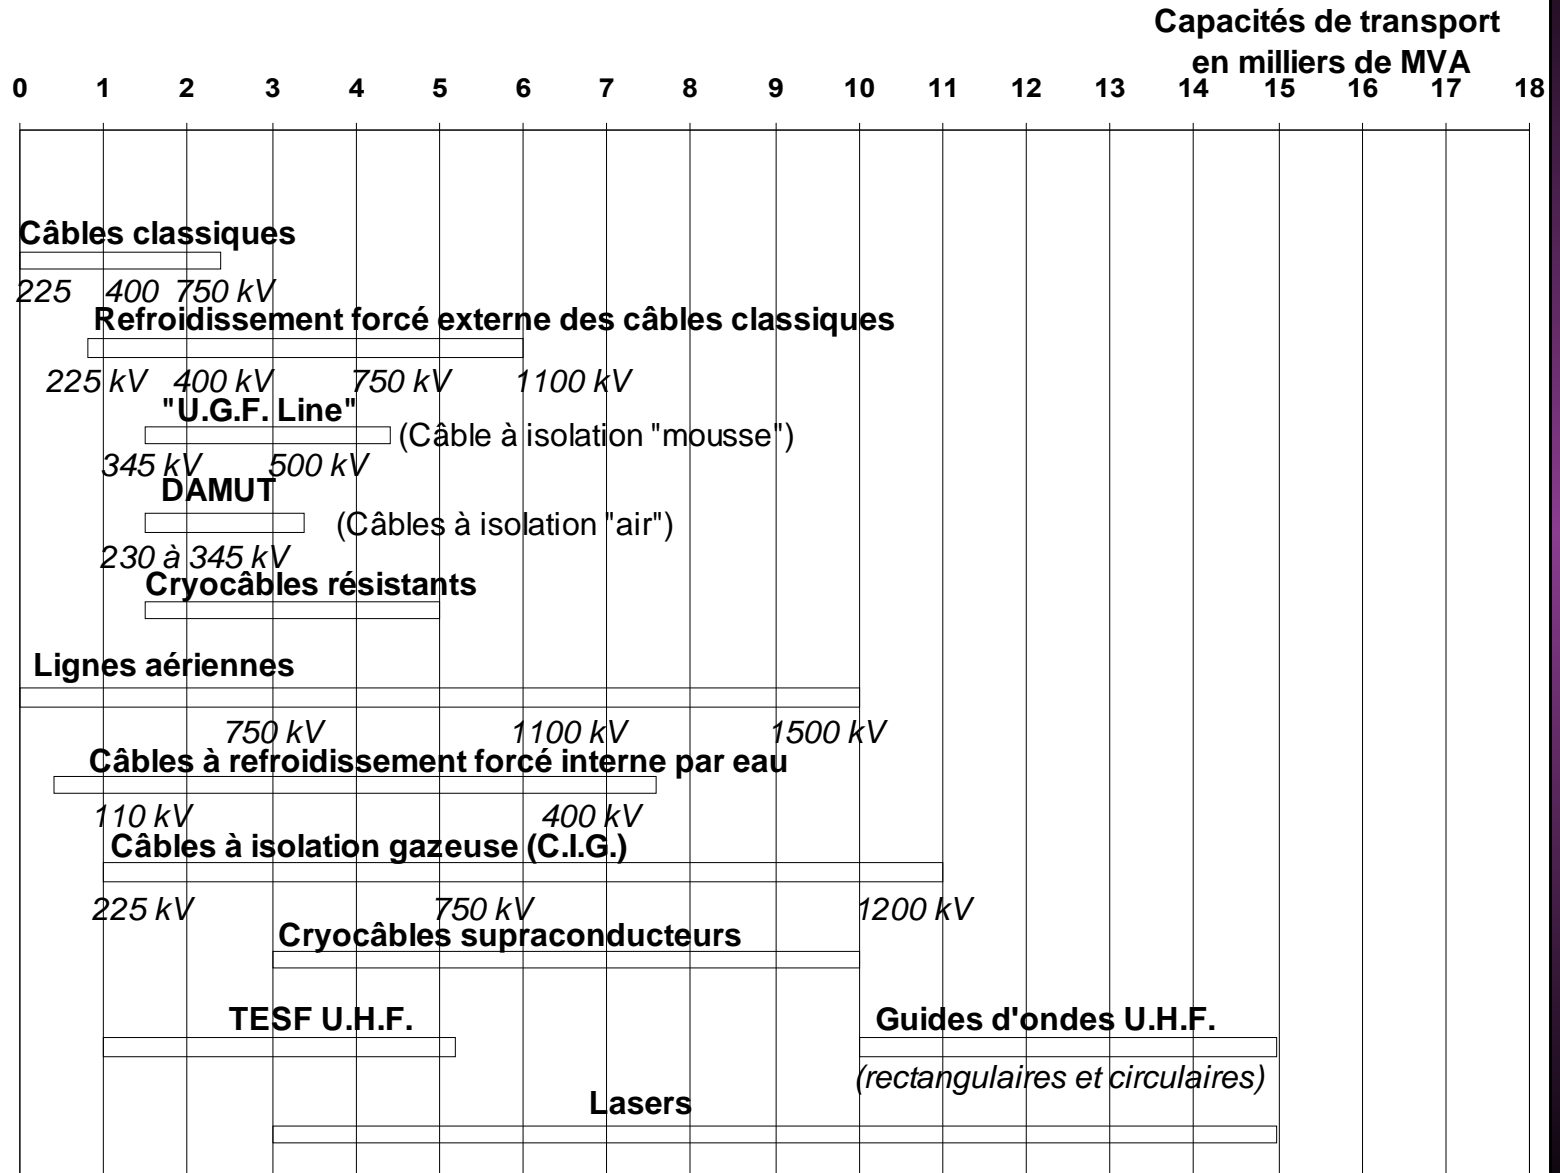 Capacités de transport
en milliers de MVA
0 1 2 3 4 5 6 7 8 9 10 11 12 13 14 15 16 17 18
Câbles classiques
225 400 750 kV
Refroidissement forcé externe des câbles classiques
225 kV 400 kV 750 kV 1100 kV
"U.G.F. Line"
(Câble à isolation "mousse")
345 kV 500 kV
DAMUT
(Câbles à isolation "air")
230 à 345 kV
Cryocâbles résistants
Lignes aériennes
750 kV 1100 kV 1500 kV
Câbles à refroidissement forcé interne par eau
110 kV 400 kV
Câbles à isolation gazeuse (C.I.G.)
225 kV 750 kV 1200 kV
Cryocâbles supraconducteurs
TESF U.H.F. Guides d'ondes U.H.F.
(rectangulaires et circulaires)
Lasers